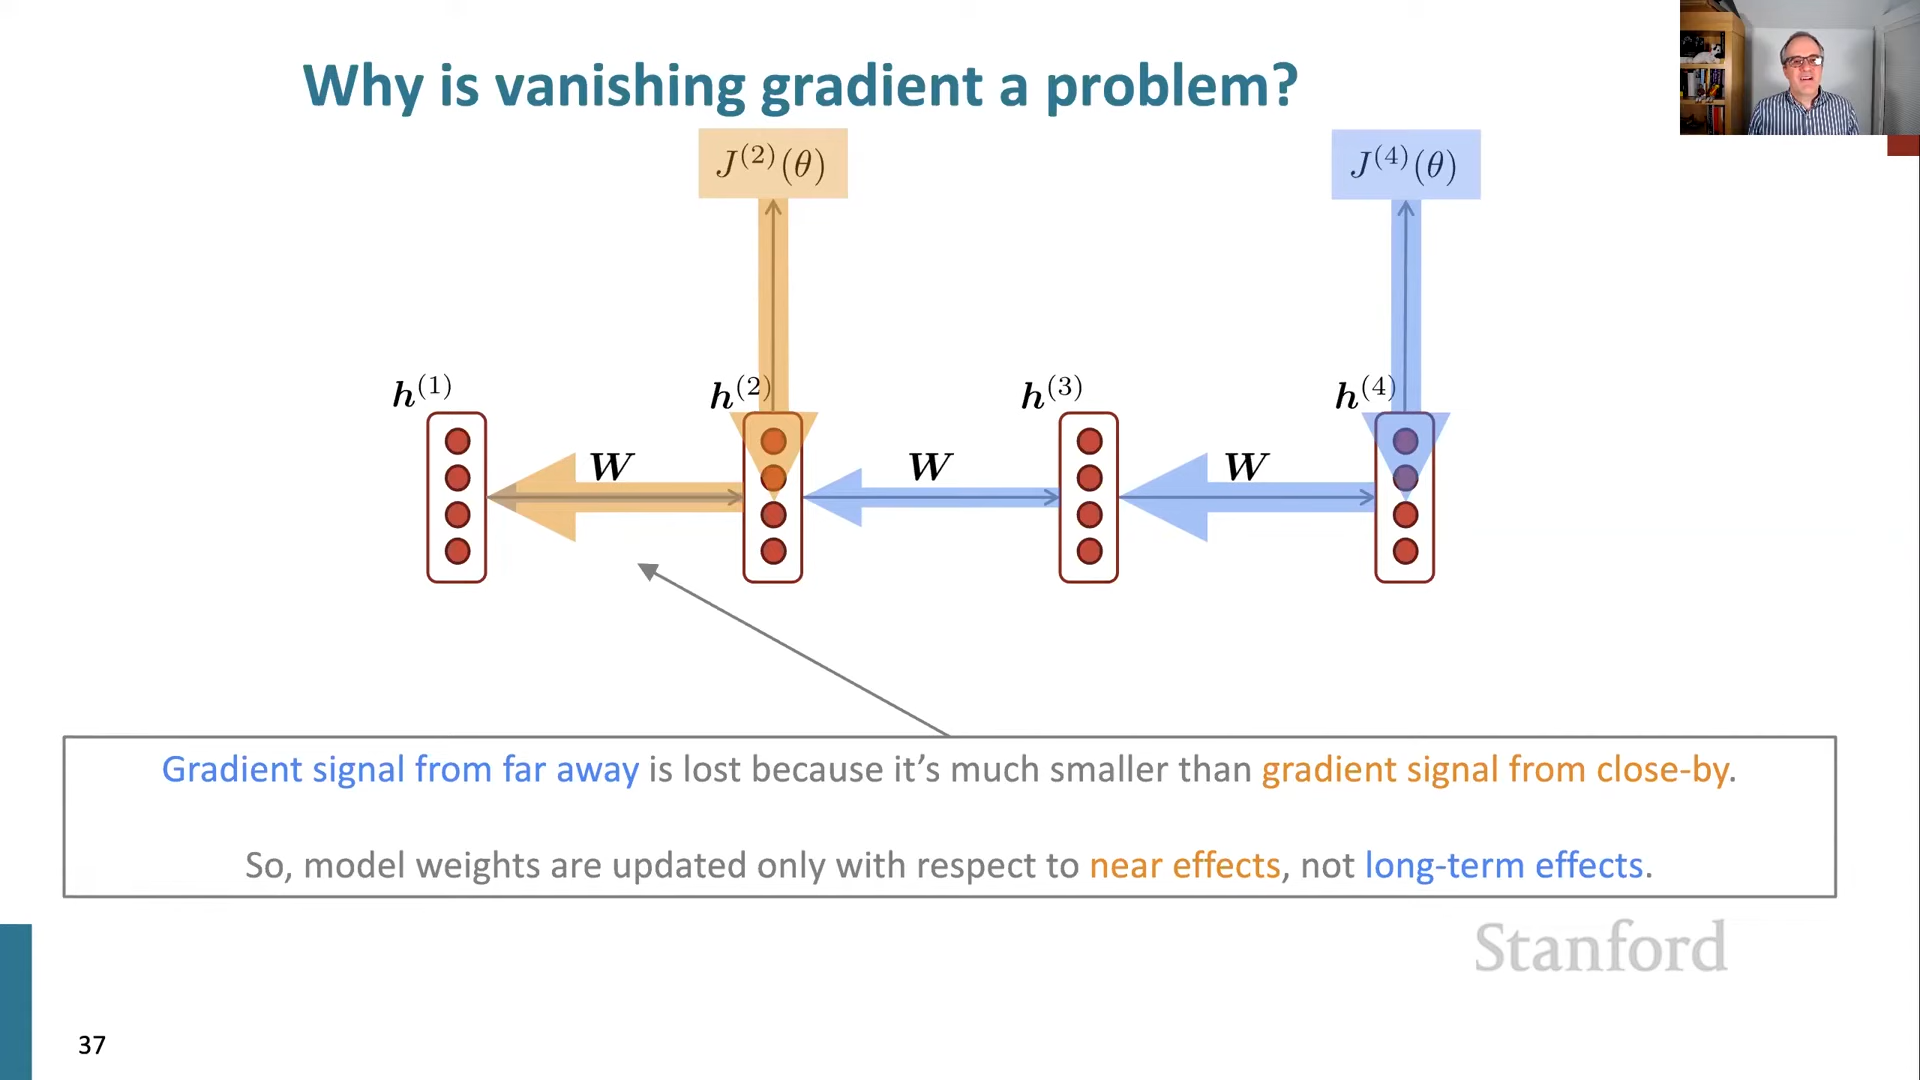 Why is vanishing gradient a problem?
J^{(2)}(θ) J^{(4)}(θ)
h^{(1)} h^{(2)} h^{(3)} h^{(4)}
W W W
Gradient signal from far away is lost because it’s much smaller than gradient signal from close-by.
So, model weights are updated only with respect to near effects, not long-term effects.
Stanford
37